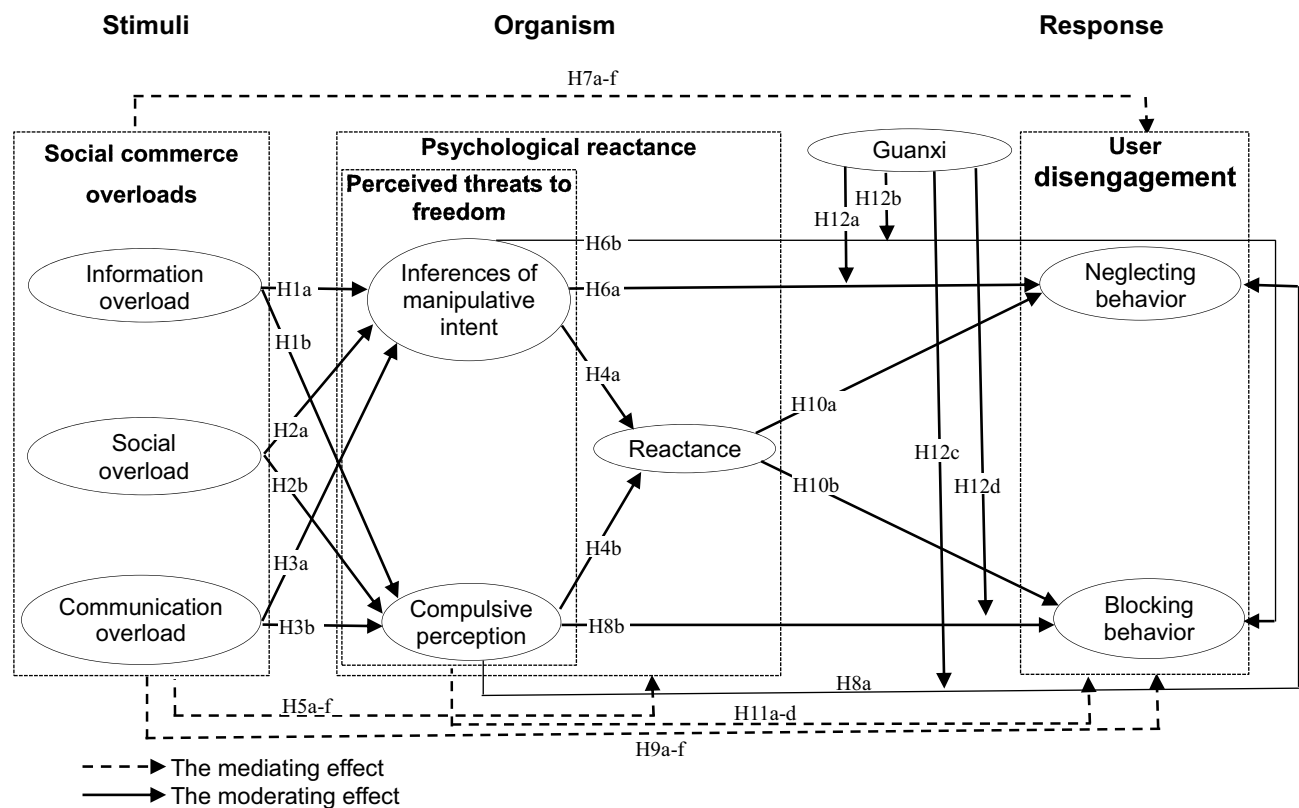 Stimuli
Organism
Response
H7a-f
Social commerce
overloads
Psychological reactance
Perceived threats to
freedom
Guanxi
User
disengagement
H12a
H12b
H6b
Information
overload
H1a
Inferences of
manipulative
intent
H6a
Neglecting
behavior
H1b
H4a
H10a
Social
overload
H2a
H2b
Reactance
H12c
H10b
H12d
H3a
H4b
Communication
overload
H3b
Compulsive
perception
H8b
Blocking
behavior
H8a
H5a-f
H11a-d
H9a-f
The mediating effect
The moderating effect